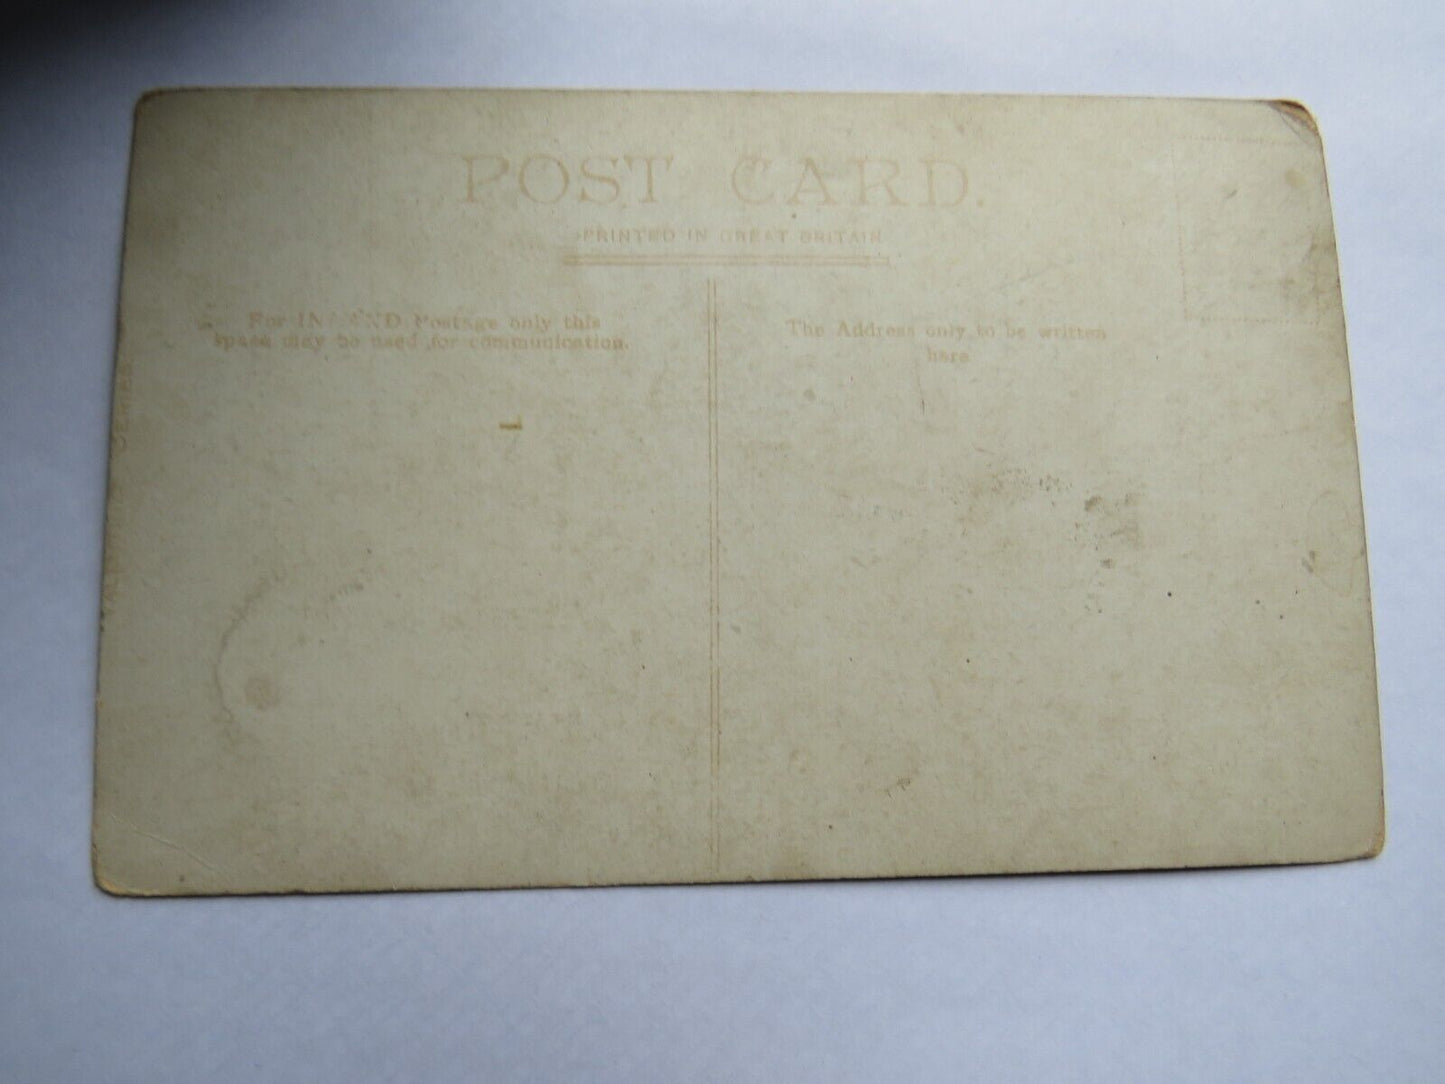 POST CARD.
PRINTED IN GREAT BRITAIN
For INLAND Postage only this
space may be used for communication.
The Address only to be written
here